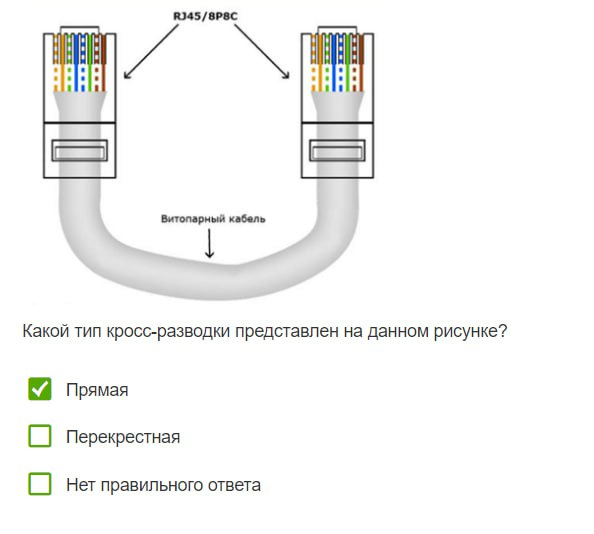 RJ45/8P8C
Витопарный кабель
Какой тип кросс-разводки представлен на данном рисунке?
Прямая
Перекрестная
Нет правильного ответа